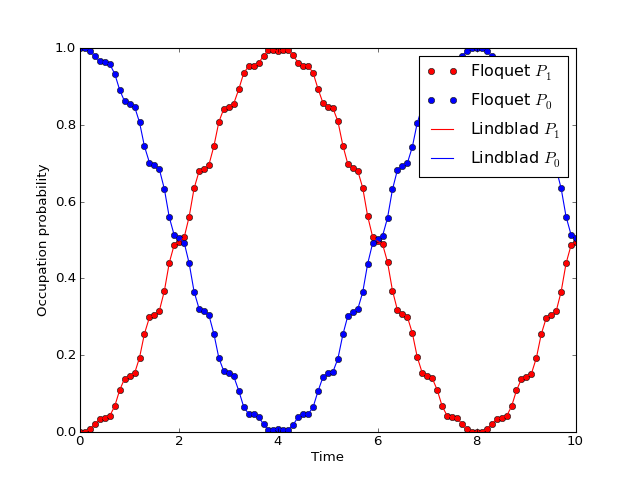 1.0
0.8
0.6
0.4
0.2
0.0
Occupation probability
Floquet P₁
Floquet P₀
Lindblad P₁
Lindblad P₀
0 2 4 6 8 10
Time